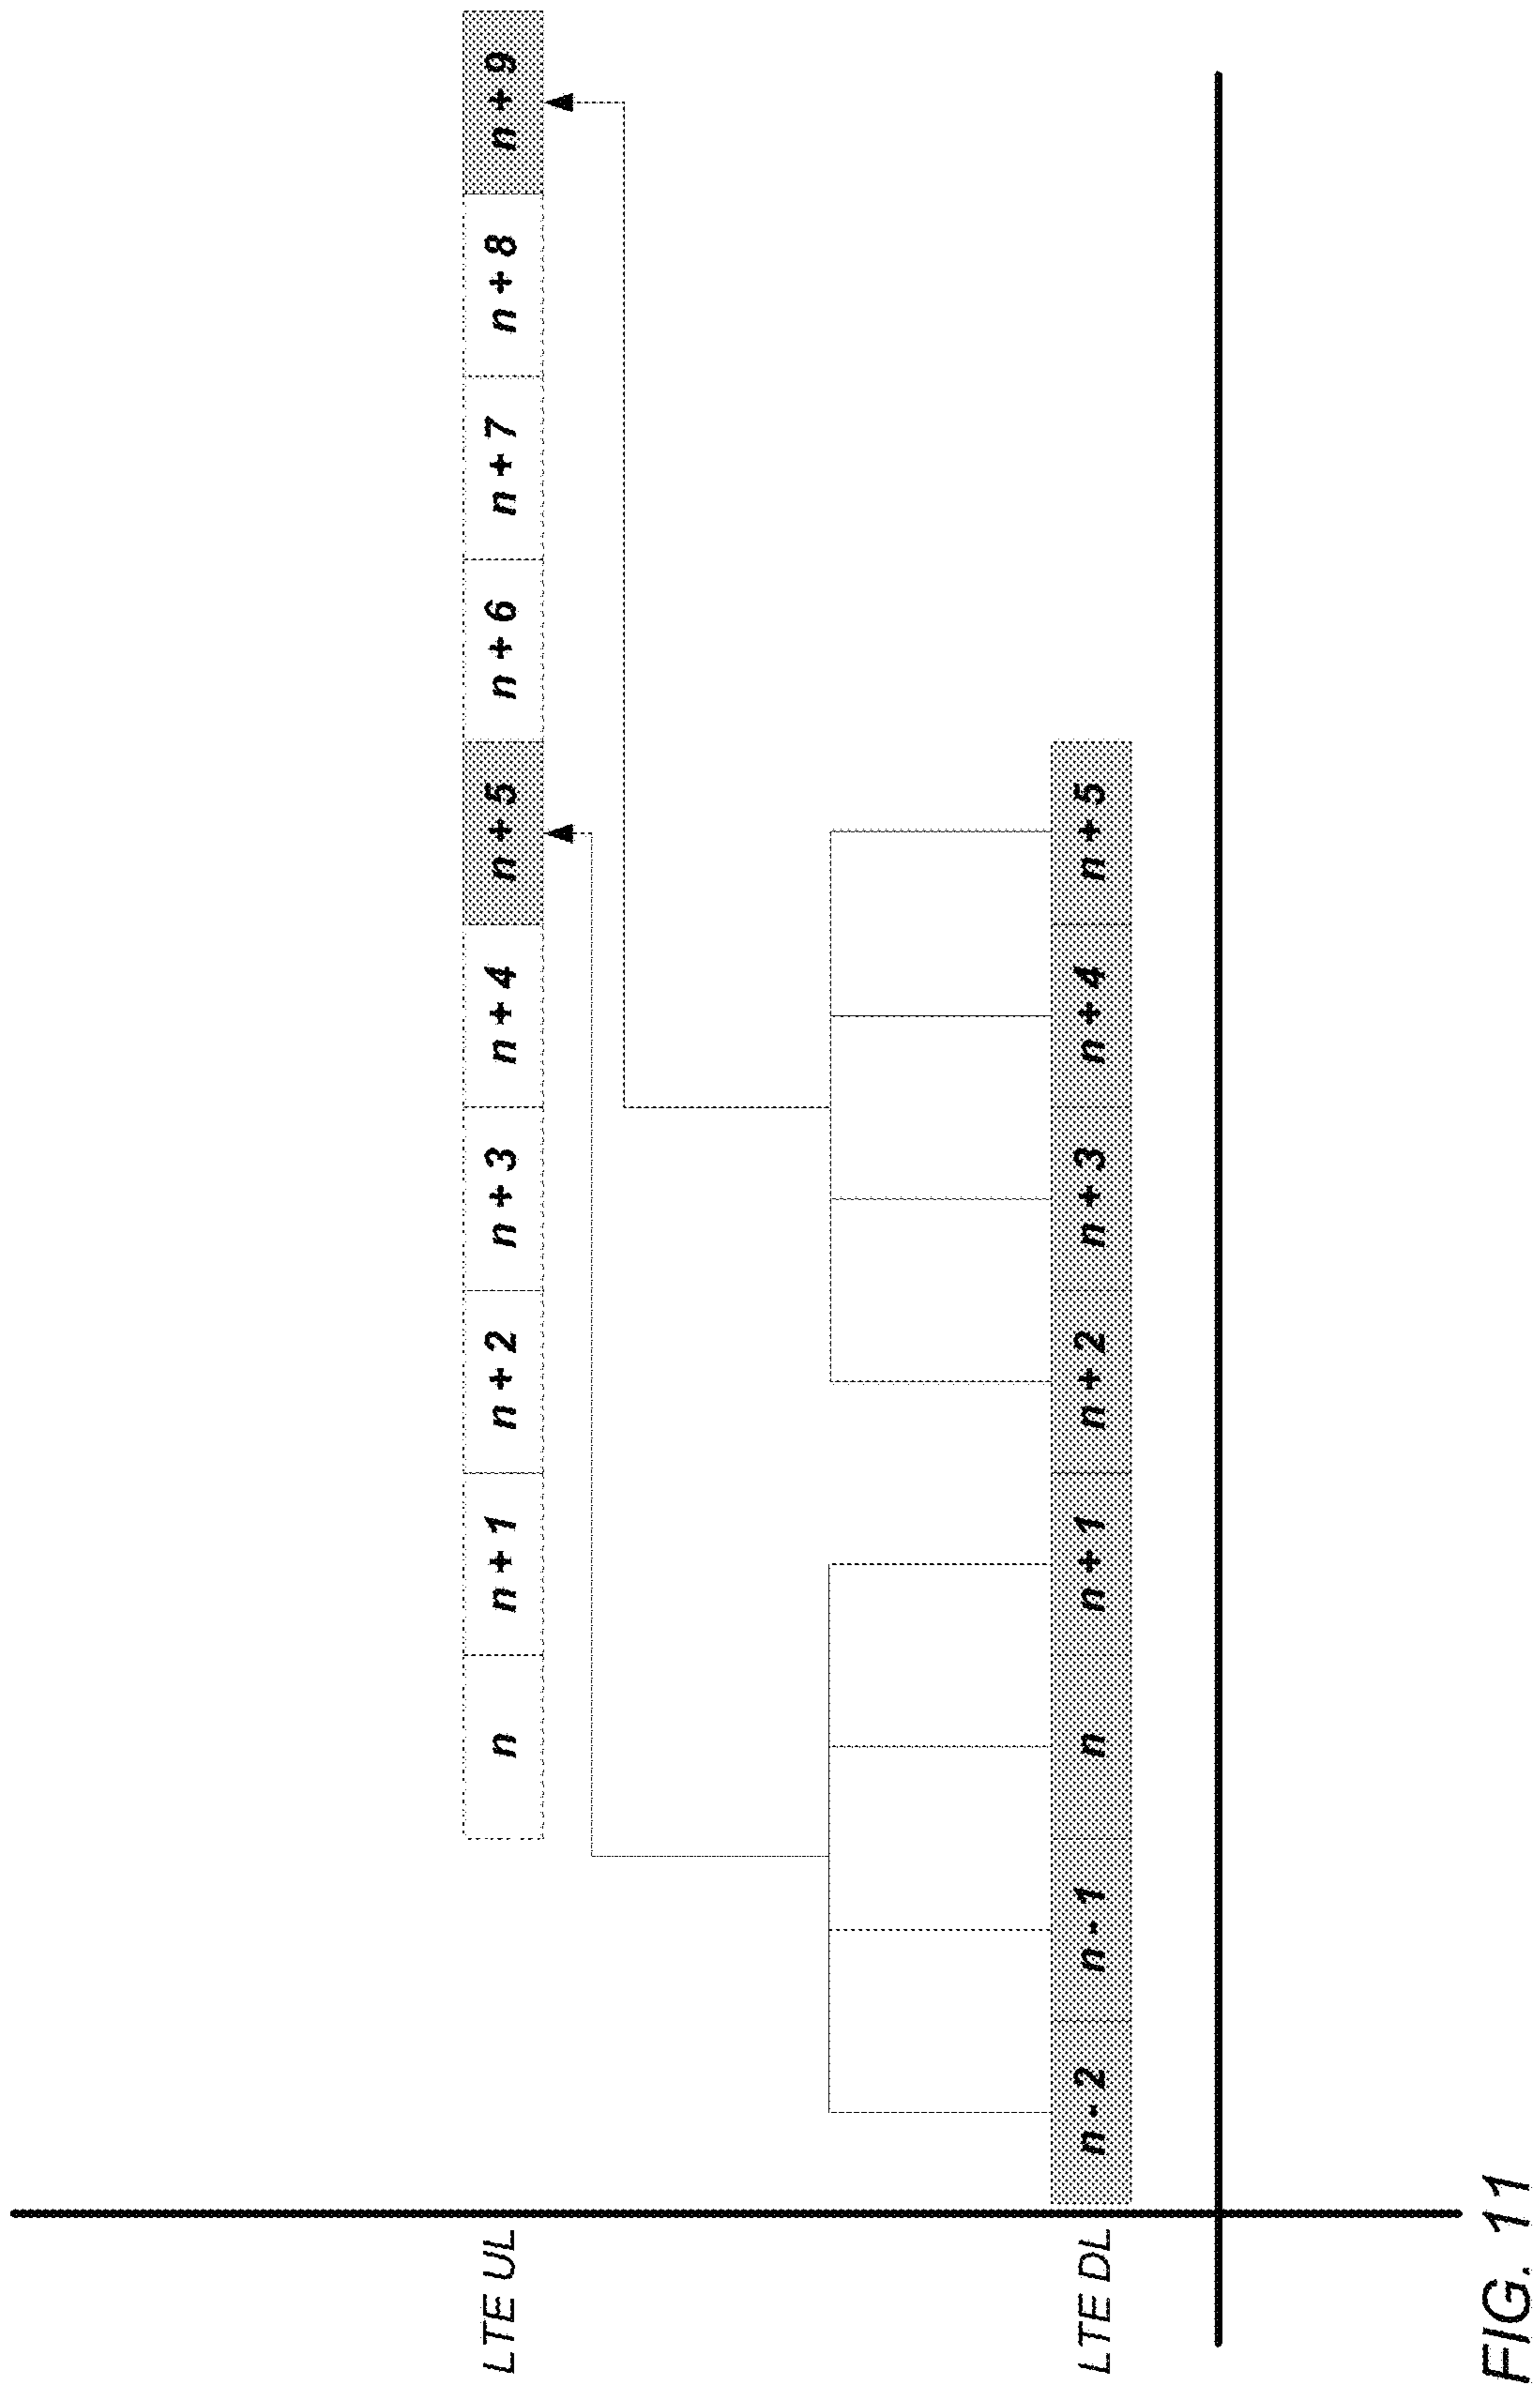 LTE UL
n
n + 1
n + 2
n + 3
n + 4
n + 5
n + 6
n + 7
n + 8
n + 9
LTE DL
n - 2
n - 1
n
n + 1
n + 2
n + 3
n + 4
n + 5
FIG. 11